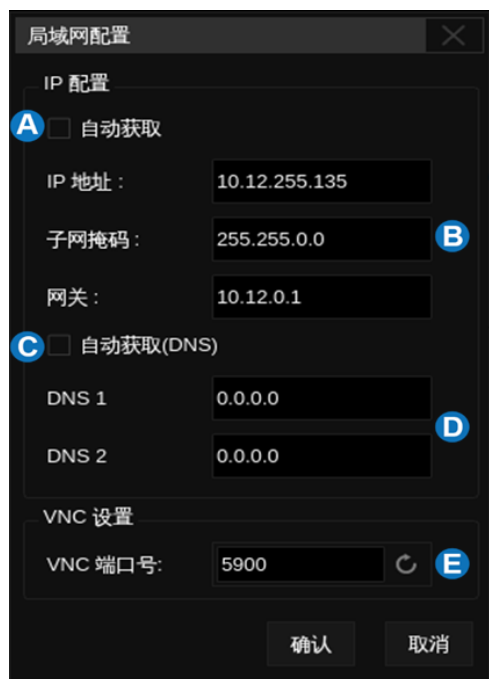 局域网配置
IP 配置
A 自动获取
IP 地址 : 10.12.255.135
子网掩码 : 255.255.0.0 B
网关 : 10.12.0.1
C 自动获取(DNS)
DNS 1 0.0.0.0
D
DNS 2 0.0.0.0
VNC 设置
VNC 端口号: 5900 E
确认 取消